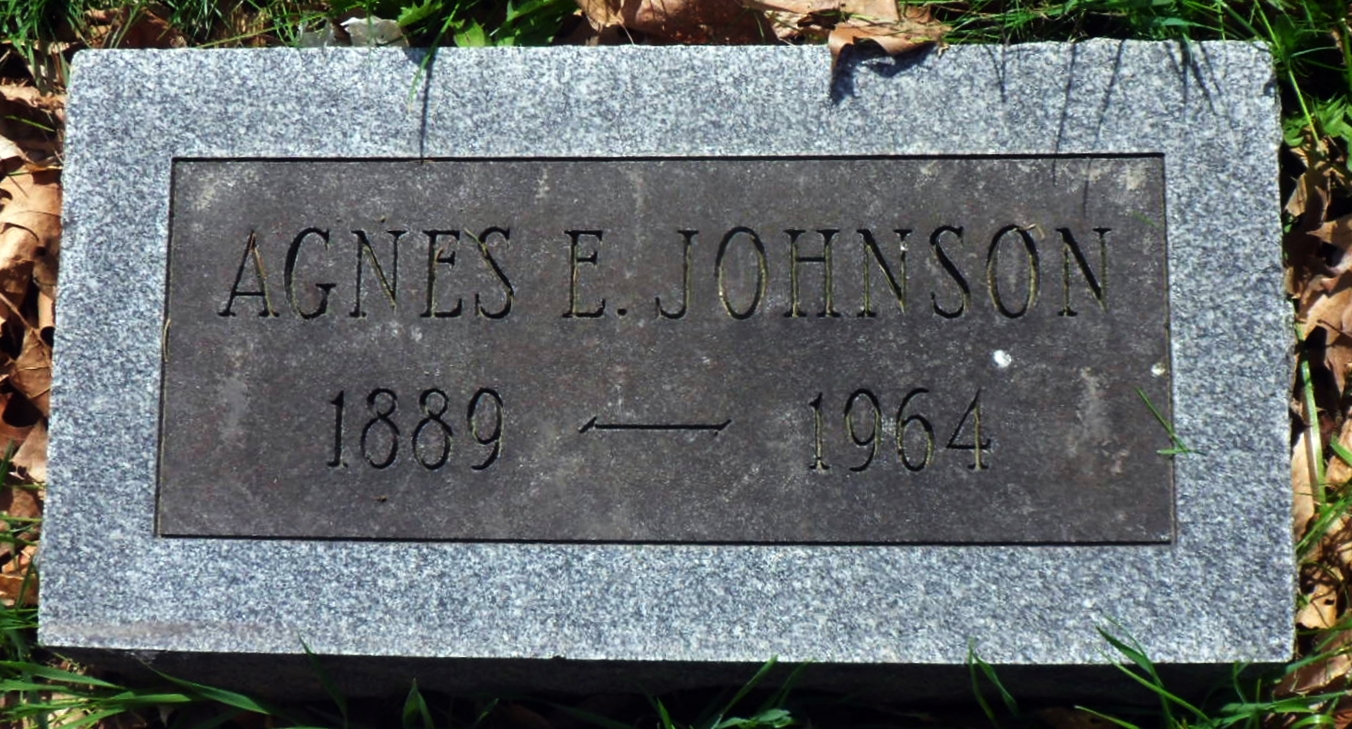 AGNES E. JOHNSON
1889 — 1964